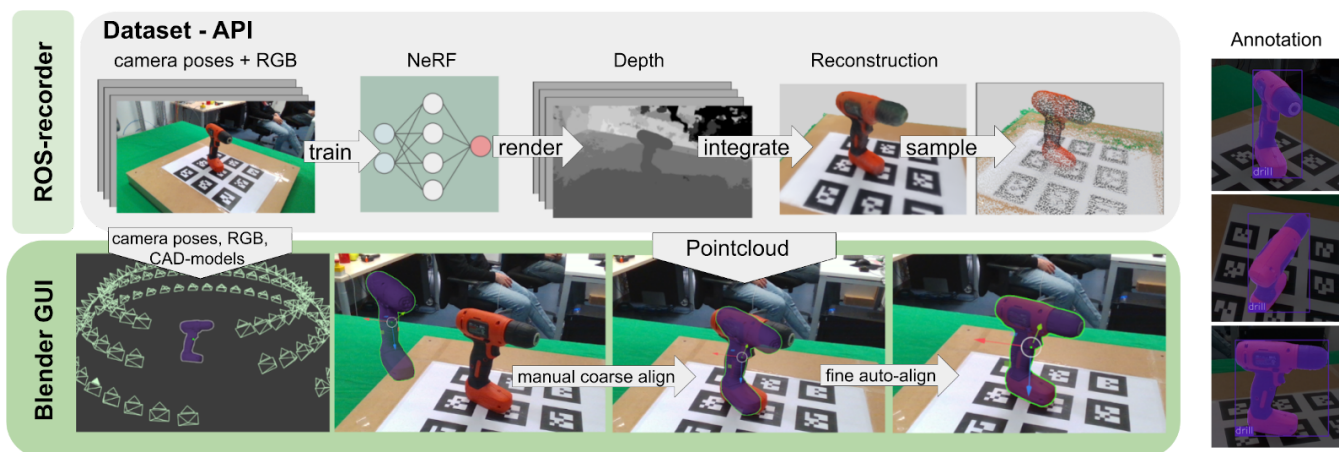 ROS-recorder
Dataset - API
camera poses + RGB
NeRF
Depth
Reconstruction
train
render
integrate
sample
Blender GUI
camera poses, RGB,
CAD-models
Pointcloud
manual coarse align
fine auto-align
Annotation
drill
drill
drill